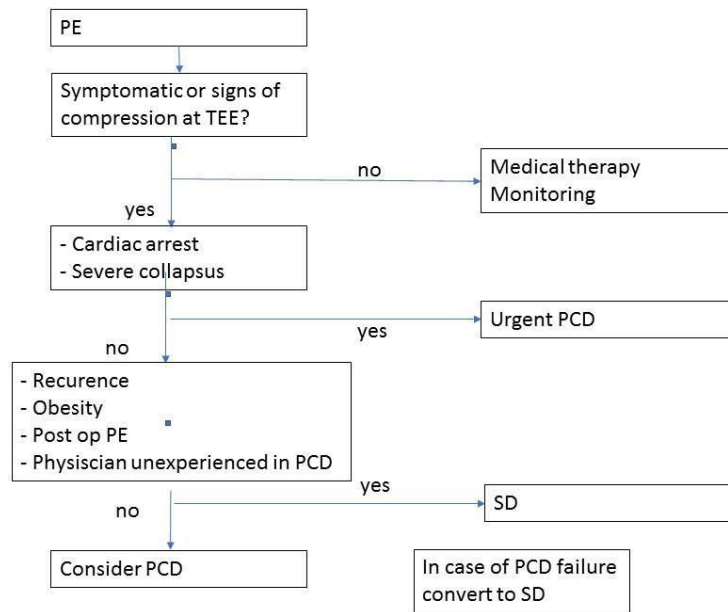 PE
Symptomatic or signs of
compression at TEE?
no
Medical therapy
Monitoring
yes
- Cardiac arrest
- Severe collapsus
yes
Urgent PCD
no
- Recurence
- Obesity
- Post op PE
- Physiscian unexperienced in PCD
yes
SD
no
Consider PCD
In case of PCD failure
convert to SD